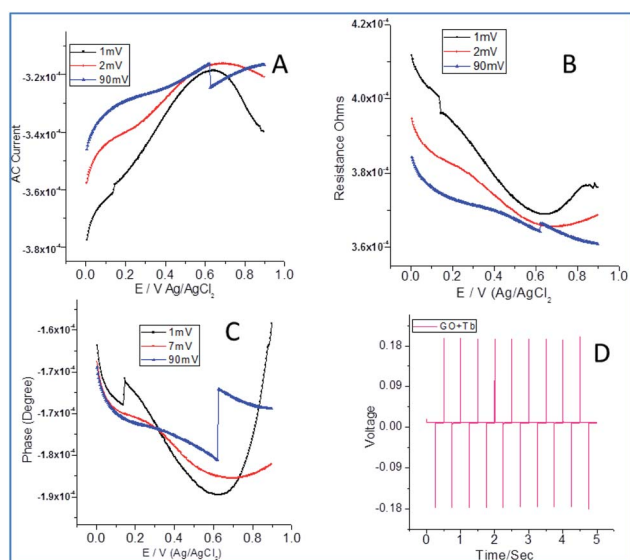 1mV
2mV
90mV
A
-3.2x10⁻⁴
-3.4x10⁻⁴
-3.6x10⁻⁴
-3.8x10⁻⁴
AC Current
0.0 0.2 0.4 0.6 0.8 1.0
E / V Ag/AgCl₂
1mV
2mV
90mV
B
4.2x10⁻⁴
4.0x10⁻⁴
3.8x10⁻⁴
3.6x10⁻⁴
Resistance Ohms
0.0 0.2 0.4 0.6 0.8 1.0
E / V (Ag/AgCl₂
1mV
7mV
90mV
C
-1.6x10⁻⁴
-1.7x10⁻⁴
-1.7x10⁻⁴
-1.8x10⁻⁴
-1.9x10⁻⁴
Phase (Degree)
0.0 0.2 0.4 0.6 0.8 1.0
E / V (Ag/AgCl₂)
GO+Tb
D
0.18
0.09
0.00
-0.09
-0.18
Voltage
0 1 2 3 4 5
Time/Sec